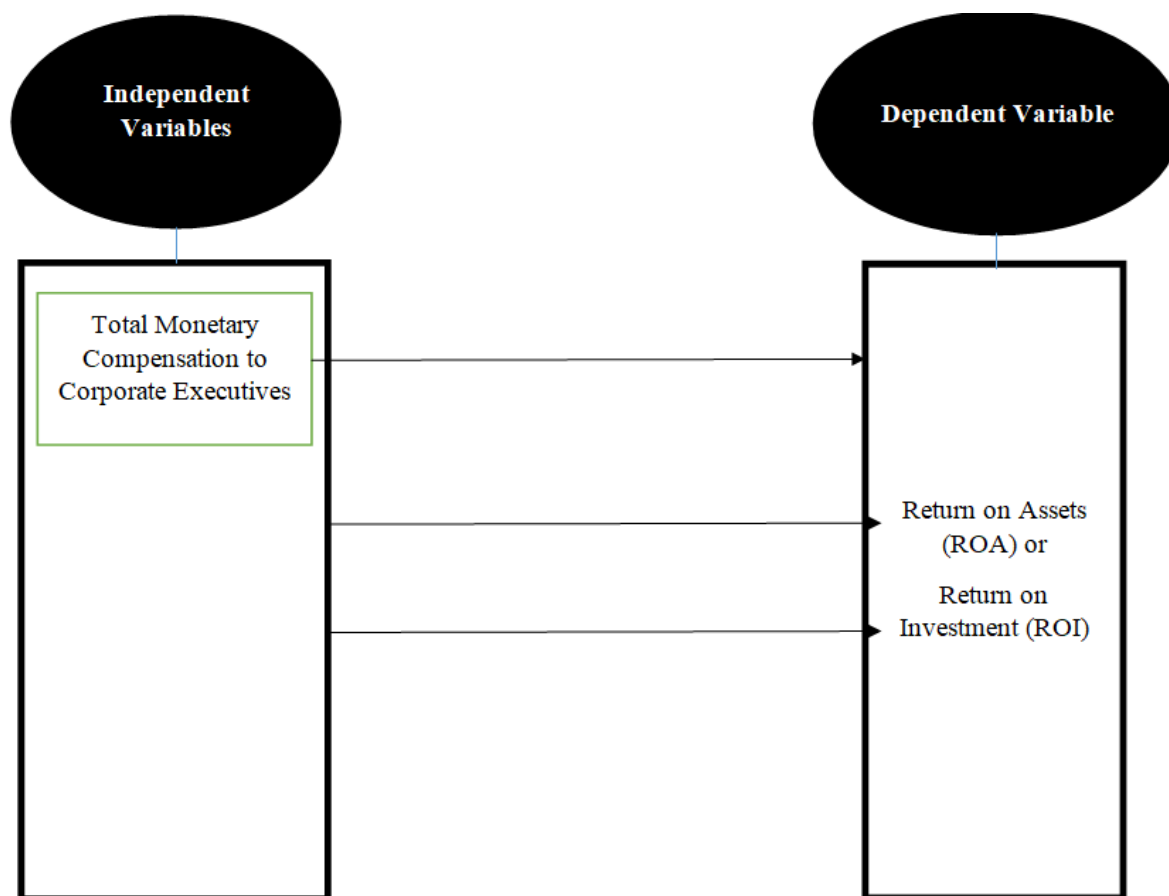 Independent
Variables
Dependent Variable
Total Monetary
Compensation to
Corporate Executives
Return on Assets
(ROA) or
Return on
Investment (ROI)